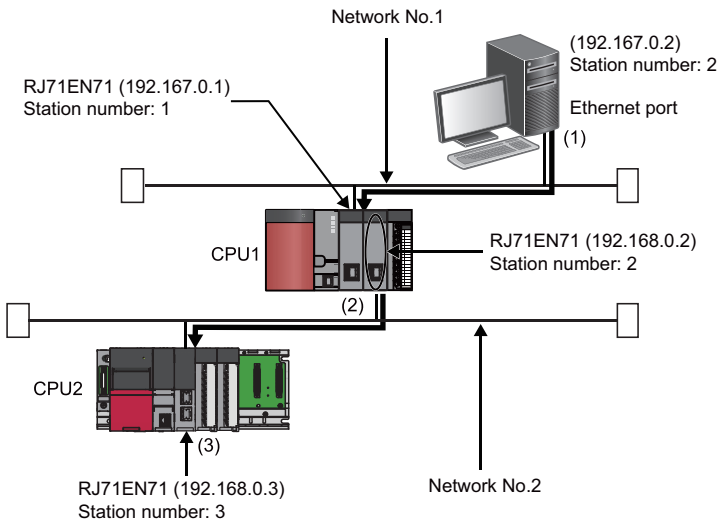 Network No.1
(192.167.0.2)
Station number: 2
Ethernet port
(1)
RJ71EN71 (192.167.0.1)
Station number: 1
CPU1
RJ71EN71 (192.168.0.2)
Station number: 2
(2)
CPU2
(3)
RJ71EN71 (192.168.0.3)
Station number: 3
Network No.2